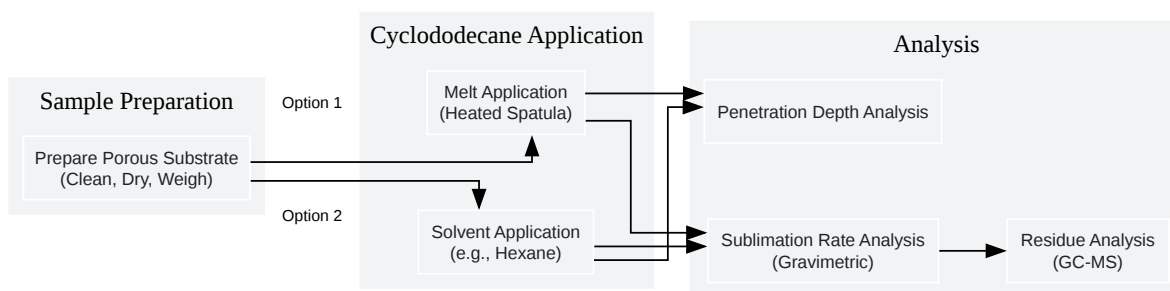 Sample Preparation
Prepare Porous Substrate
(Clean, Dry, Weigh)
Option 1
Option 2
Cyclododecane Application
Melt Application
(Heated Spatula)
Solvent Application
(e.g., Hexane)
Analysis
Penetration Depth Analysis
Sublimation Rate Analysis
(Gravimetric)
Residue Analysis
(GC-MS)